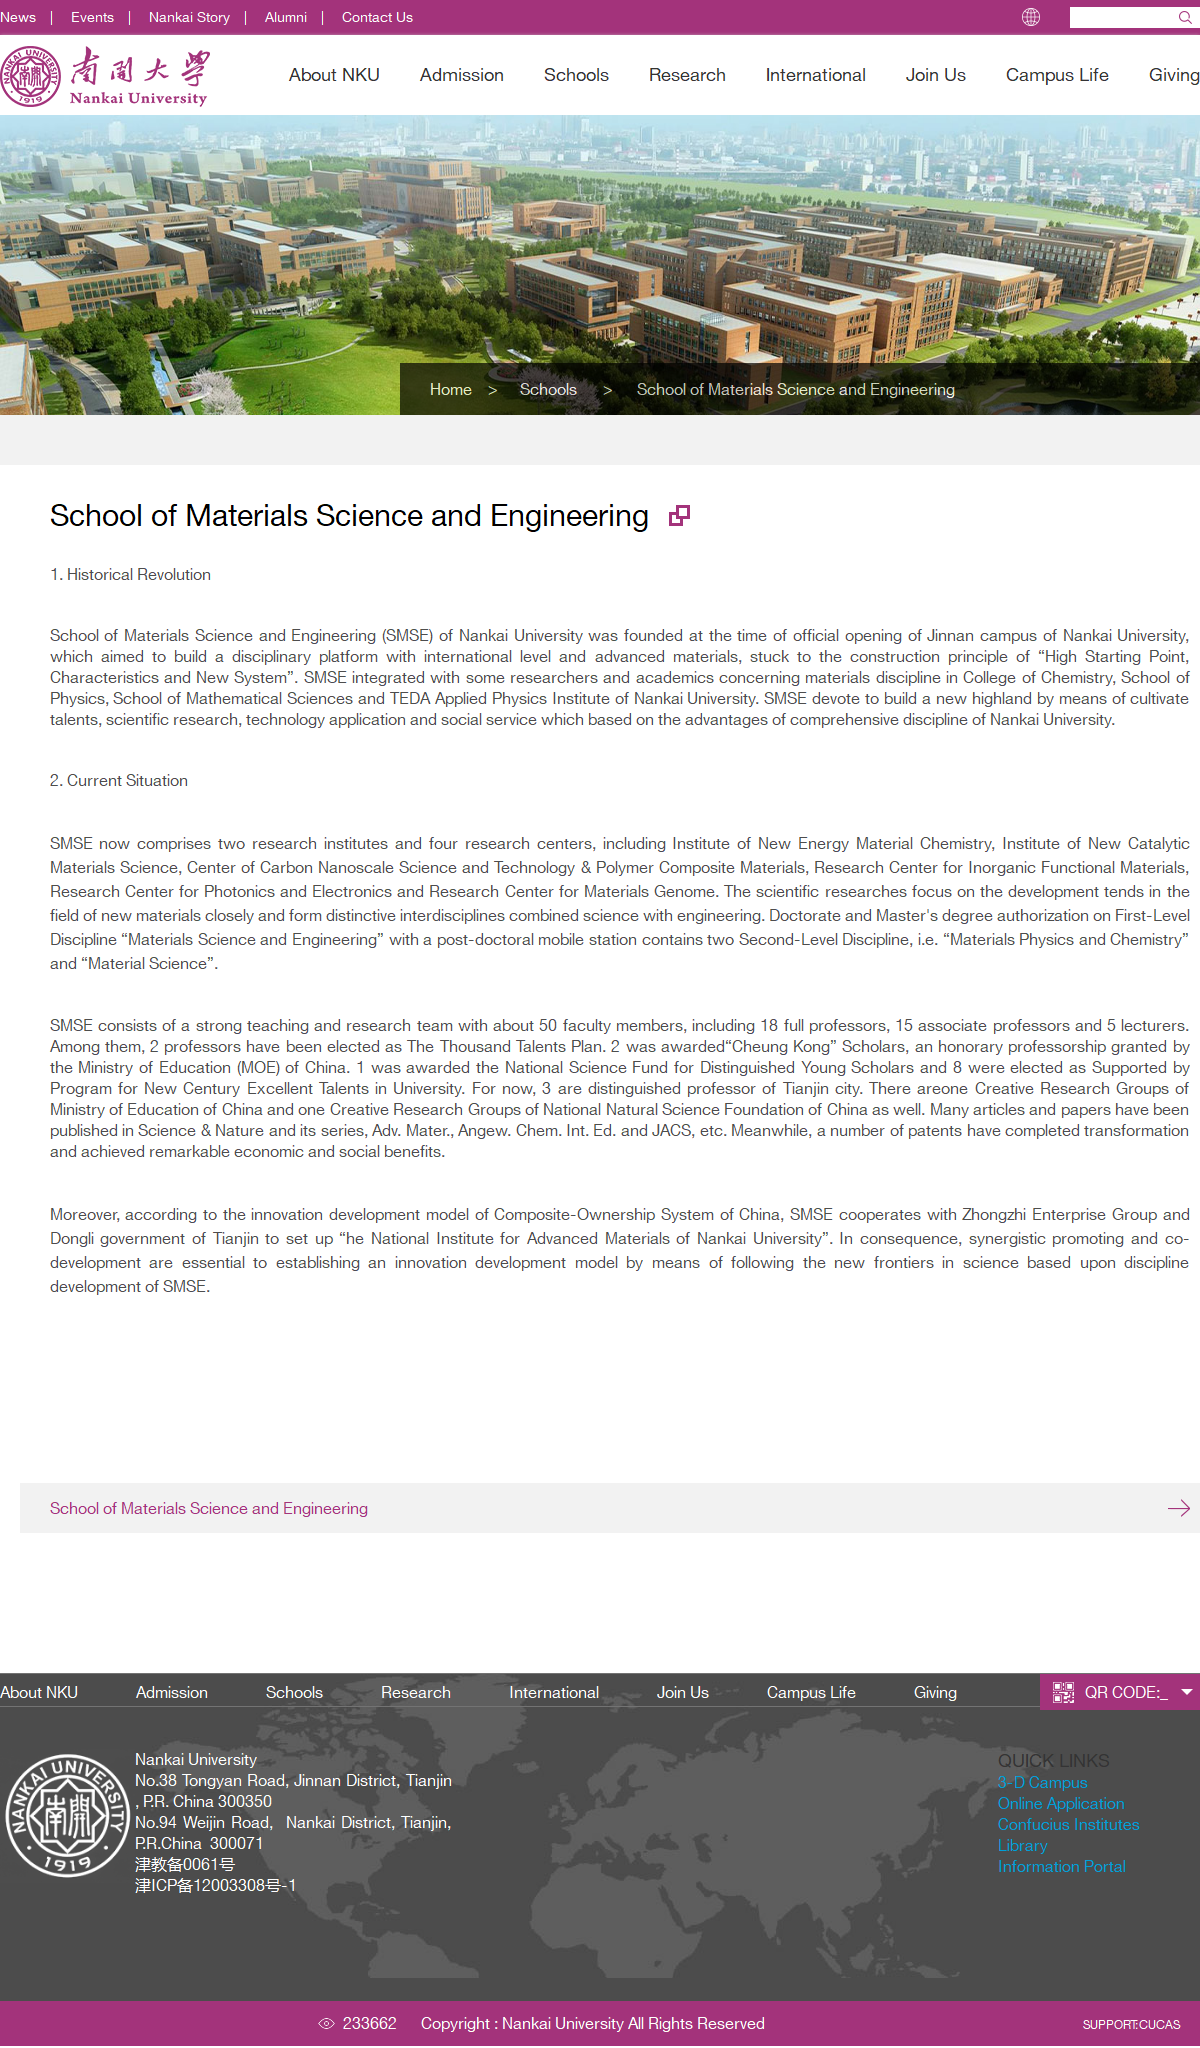 News | Events | Nankai Story | Alumni | Contact Us
NANKAI UNIVERSITY
1919
南開大學
Nankai University
About NKU Admission Schools Research International Join Us Campus Life Giving
Home > Schools > School of Materials Science and Engineering
School of Materials Science and Engineering
1. Historical Revolution
School of Materials Science and Engineering (SMSE) of Nankai University was founded at the time of official opening of Jinnan campus of Nankai University,
which aimed to build a disciplinary platform with international level and advanced materials, stuck to the construction principle of “High Starting Point,
Characteristics and New System”. SMSE integrated with some researchers and academics concerning materials discipline in College of Chemistry, School of
Physics, School of Mathematical Sciences and TEDA Applied Physics Institute of Nankai University. SMSE devote to build a new highland by means of cultivate
talents, scientific research, technology application and social service which based on the advantages of comprehensive discipline of Nankai University.
2. Current Situation
SMSE now comprises two research institutes and four research centers, including Institute of New Energy Material Chemistry, Institute of New Catalytic
Materials Science, Center of Carbon Nanoscale Science and Technology & Polymer Composite Materials, Research Center for Inorganic Functional Materials,
Research Center for Photonics and Electronics and Research Center for Materials Genome. The scientific researches focus on the development tends in the
field of new materials closely and form distinctive interdisciplines combined science with engineering. Doctorate and Master's degree authorization on First-Level
Discipline “Materials Science and Engineering” with a post-doctoral mobile station contains two Second-Level Discipline, i.e. “Materials Physics and Chemistry”
and “Material Science”.
SMSE consists of a strong teaching and research team with about 50 faculty members, including 18 full professors, 15 associate professors and 5 lecturers.
Among them, 2 professors have been elected as The Thousand Talents Plan. 2 was awarded“Cheung Kong” Scholars, an honorary professorship granted by
the Ministry of Education (MOE) of China. 1 was awarded the National Science Fund for Distinguished Young Scholars and 8 were elected as Supported by
Program for New Century Excellent Talents in University. For now, 3 are distinguished professor of Tianjin city. There areone Creative Research Groups of
Ministry of Education of China and one Creative Research Groups of National Natural Science Foundation of China as well. Many articles and papers have been
published in Science & Nature and its series, Adv. Mater., Angew. Chem. Int. Ed. and JACS, etc. Meanwhile, a number of patents have completed transformation
and achieved remarkable economic and social benefits.
Moreover, according to the innovation development model of Composite-Ownership System of China, SMSE cooperates with Zhongzhi Enterprise Group and
Dongli government of Tianjin to set up “he National Institute for Advanced Materials of Nankai University”. In consequence, synergistic promoting and co-
development are essential to establishing an innovation development model by means of following the new frontiers in science based upon discipline
development of SMSE.
School of Materials Science and Engineering
About NKU Admission Schools Research International Join Us Campus Life Giving QR CODE:_
NANKAI UNIVERSITY
南開
1919
Nankai University
No.38 Tongyan Road, Jinnan District, Tianjin
, P.R. China 300350
No.94 Weijin Road, Nankai District, Tianjin,
P.R.China 300071
津教备0061号
津ICP备12003308号-1
QUICK LINKS
3-D Campus
Online Application
Confucius Institutes
Library
Information Portal
233662 Copyright : Nankai University All Rights Reserved SUPPORT:CUCAS